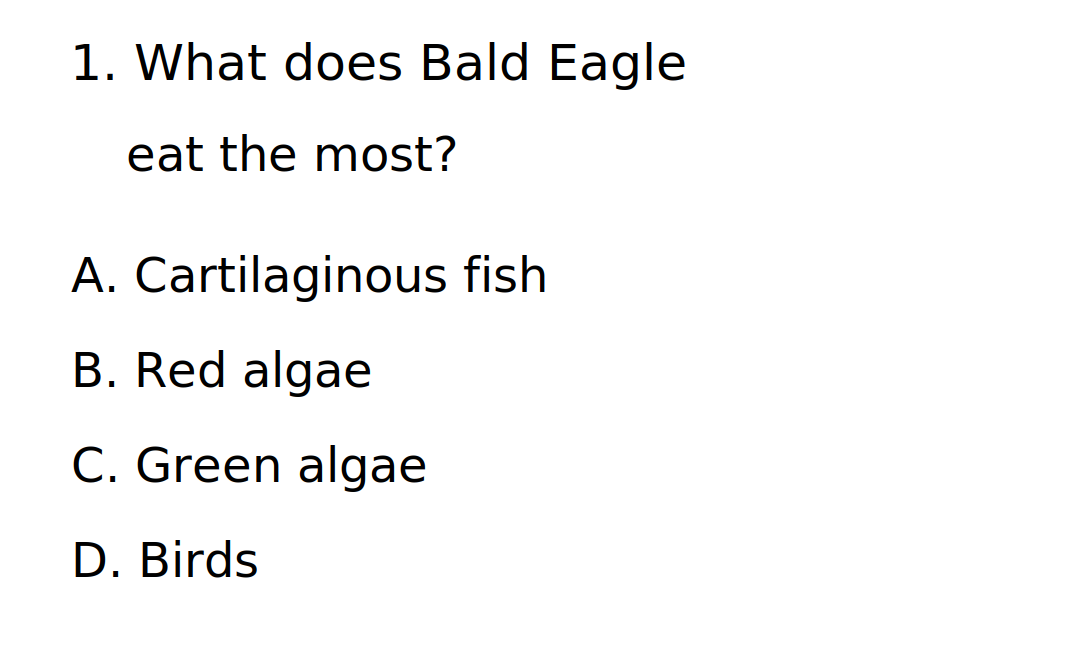 1. What does Bald Eagle
eat the most?
A. Cartilaginous fish
B. Red algae
C. Green algae
D. Birds